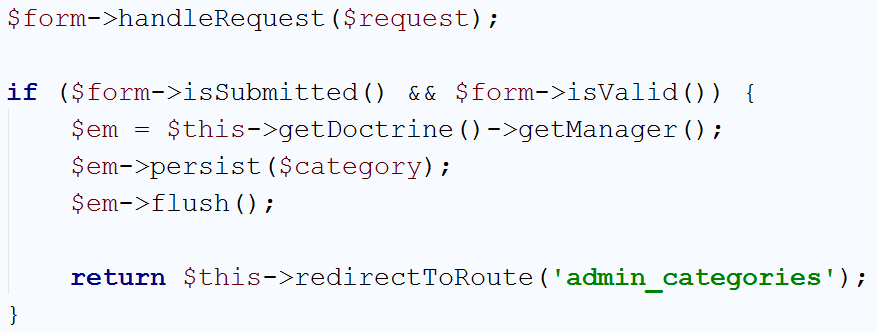 $form->handleRequest($request);

if ($form->isSubmitted() && $form->isValid()) {
    $em = $this->getDoctrine()->getManager();
    $em->persist($category);
    $em->flush();

    return $this->redirectToRoute('admin_categories');
}